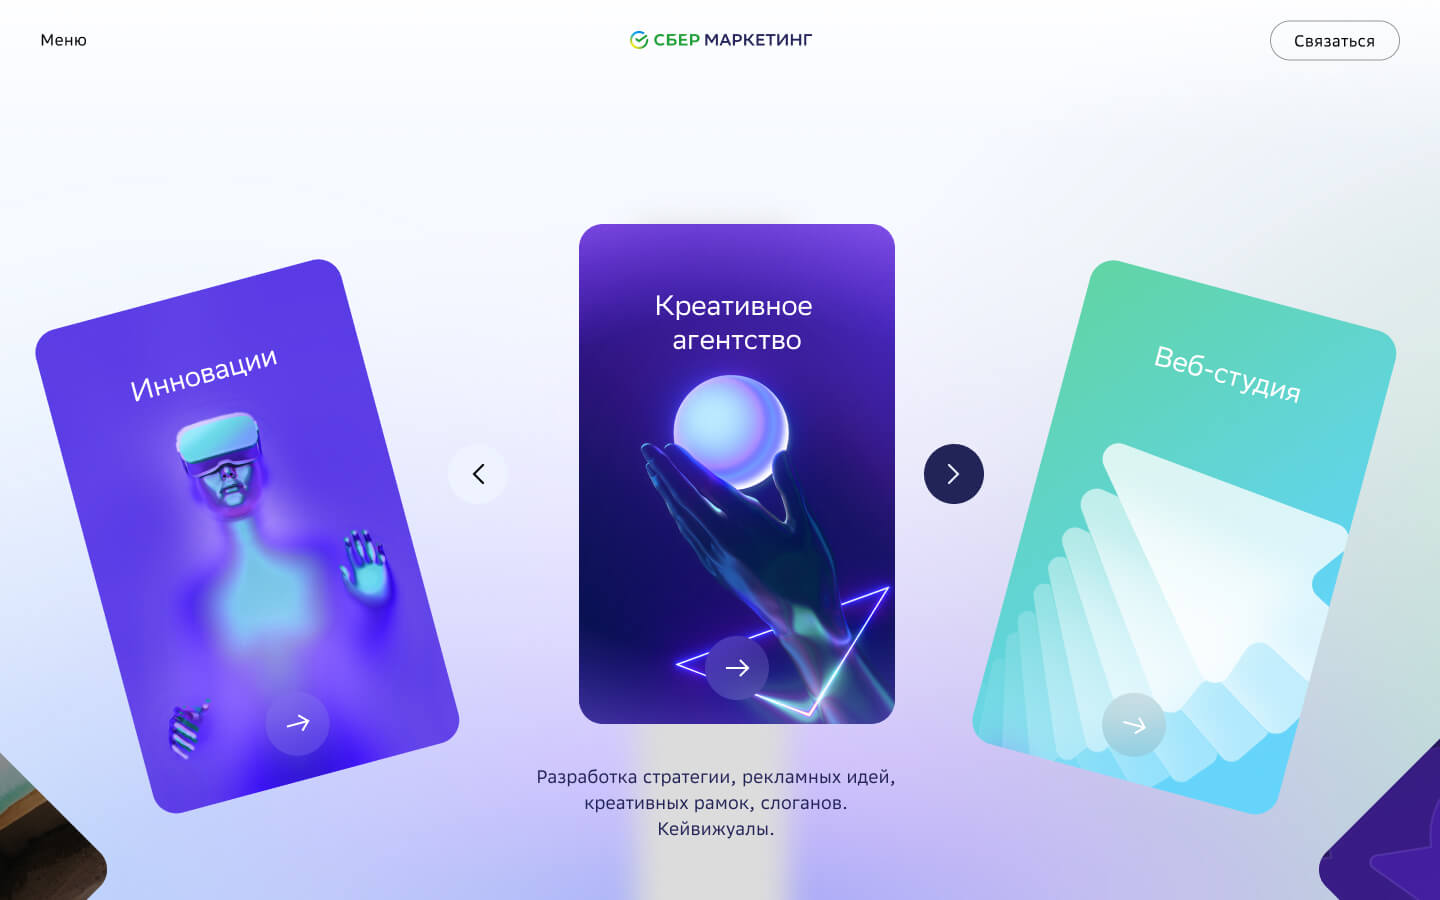 Меню
СБЕР МАРКЕТИНГ
Связаться
Инновации
Креативное
агентство
Веб-студия
Разработка стратегии, рекламных идей,
креативных рамок, слоганов.
Кейвижуалы.